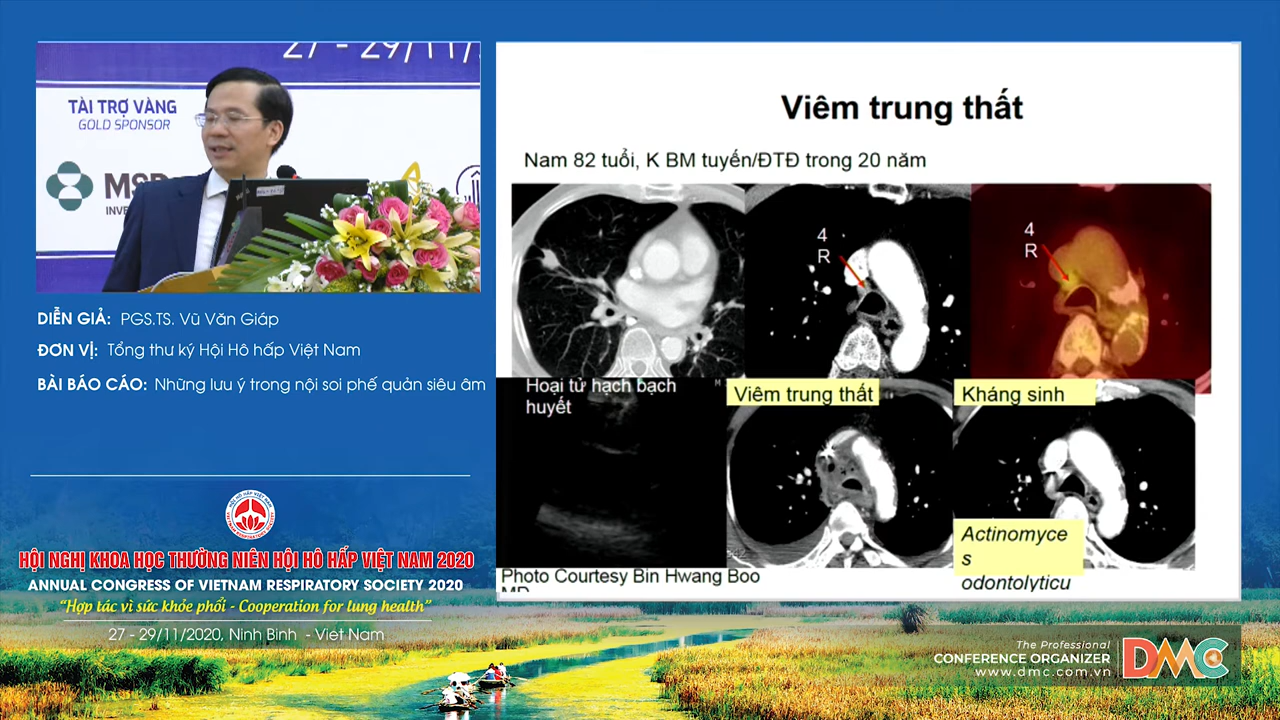 27 - 29/11/
TÀI TRỢ VÀNG
GOLD SPONSOR
MSD
INVE
DIỄN GIẢ: PGS.TS. Vũ Văn Giáp
ĐƠN VỊ: Tổng thư ký Hội Hô hấp Việt Nam
BÀI BÁO CÁO: Những lưu ý trong nội soi phế quản siêu âm
HỘI NGHỊ KHOA HỌC THƯỜNG NIÊN HỘI HÔ HẤP VIỆT NAM 2020
ANNUAL CONGRESS OF VIETNAM RESPIRATORY SOCIETY 2020
“Hợp tác vì sức khỏe phổi - Cooperation for lung health”
27 - 29/11/2020, Ninh Bình - Viet Nam
Viêm trung thất
Nam 82 tuổi, K BM tuyến/ĐTĐ trong 20 năm
4
R
4
R
Hoại tử hạch bạch
huyết
Viêm trung thất
Kháng sinh
Actinomyce
s
odontolyticu
Photo Courtesy Bin Hwang Boo
MD
The Professional
CONFERENCE ORGANIZER
www.dmc.com.vn
DMC